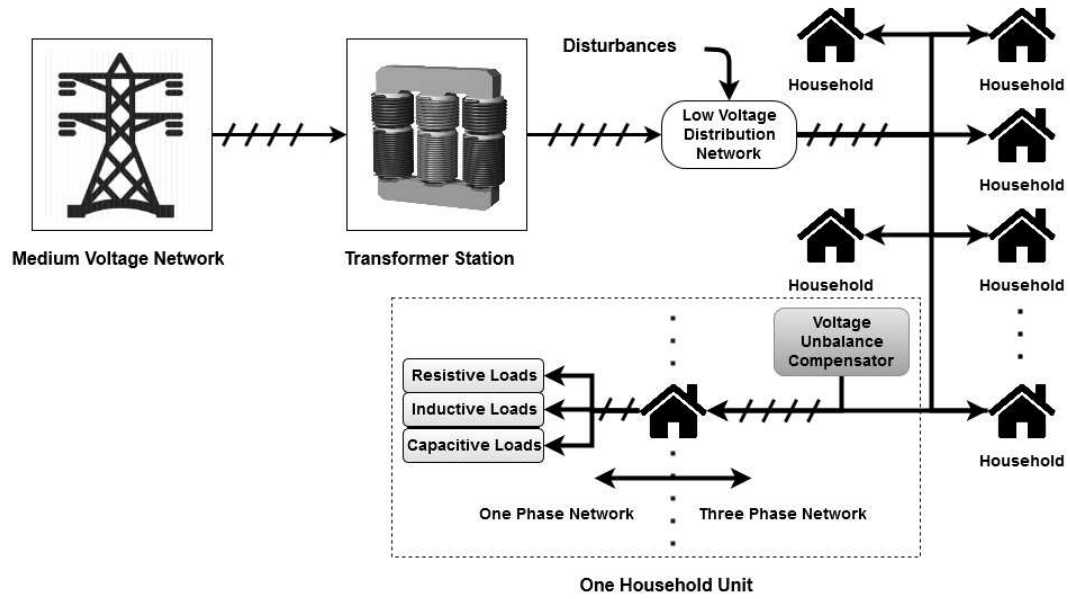 Disturbances
Household
Household
Low Voltage
Distribution
Network
Household
Medium Voltage Network
Transformer Station
Household
Household
Voltage
Unbalance
Compensator
Resistive Loads
Inductive Loads
Capacitive Loads
Household
One Phase Network
Three Phase Network
One Household Unit